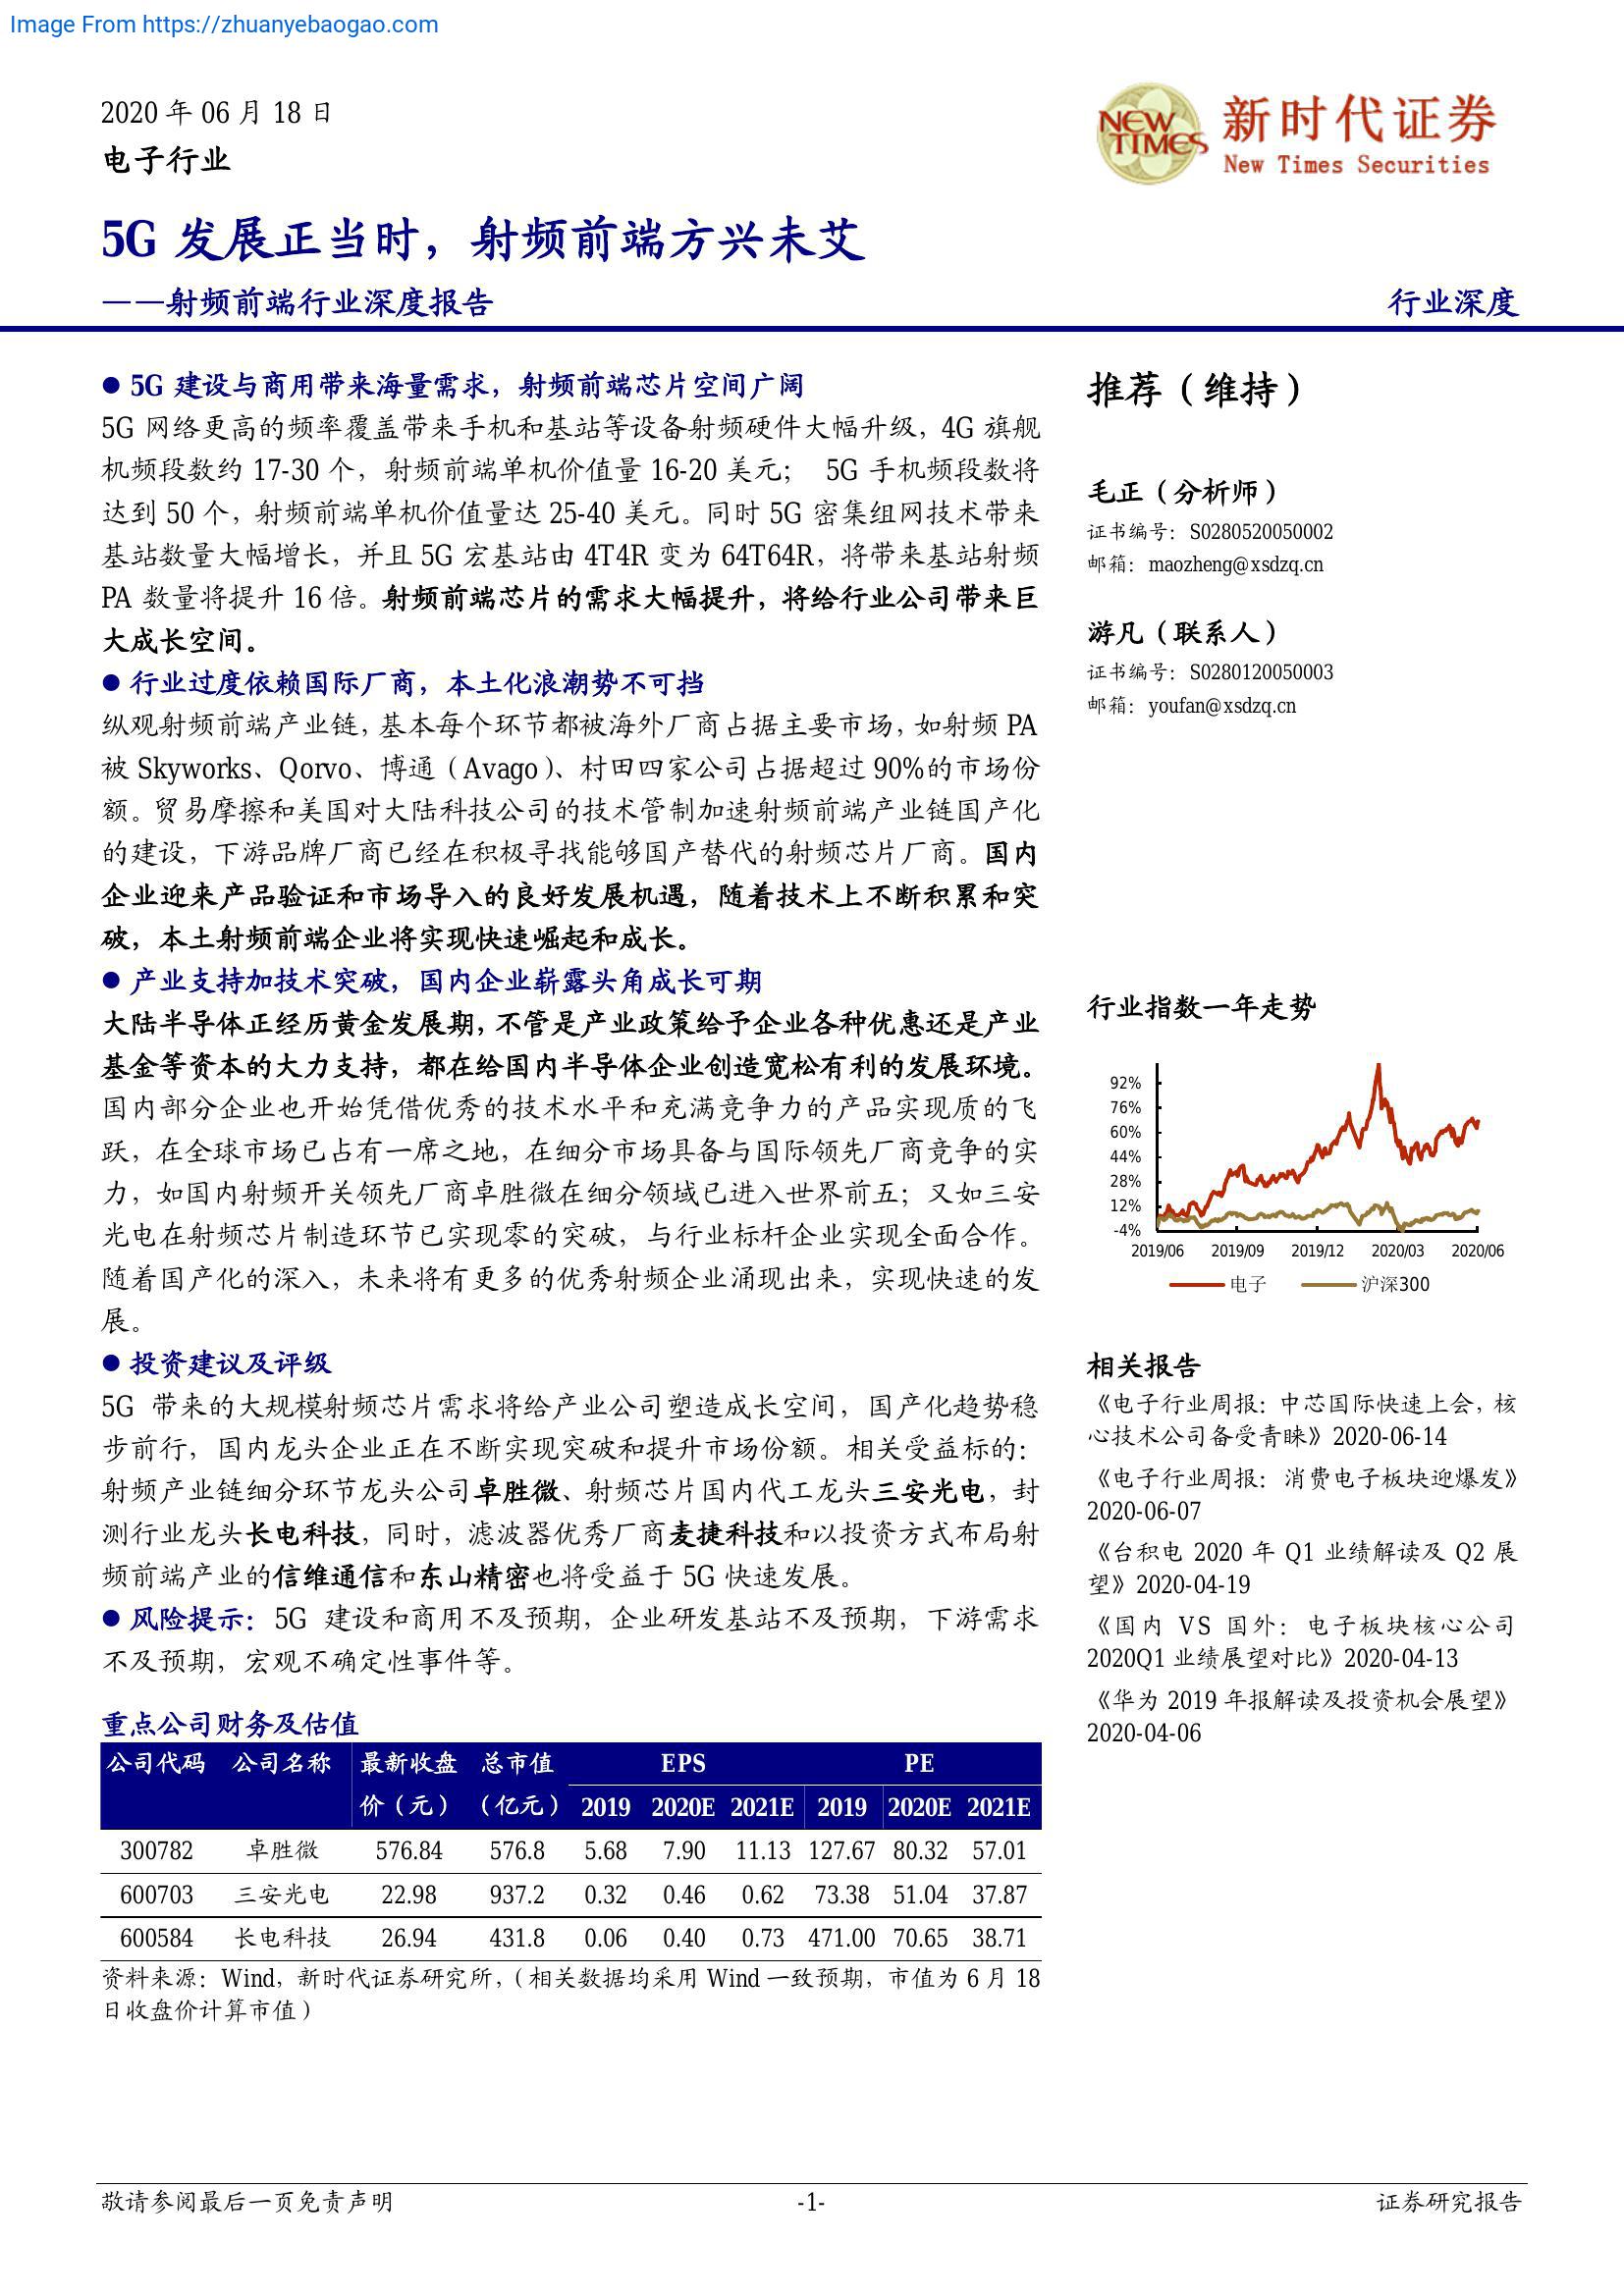 Image From https://zhuanyebaogao.com
2020 年 06 月 18 日
电子行业
NEW TIMES
新时代证券
New Times Securities
5G 发展正当时，射频前端方兴未艾
——射频前端行业深度报告
行业深度
● 5G 建设与商用带来海量需求，射频前端芯片空间广阔
5G 网络更高的频率覆盖带来手机和基站等设备射频硬件大幅升级，4G 旗舰
机频段数约 17-30 个，射频前端单机价值量 16-20 美元； 5G 手机频段数将
达到 50 个，射频前端单机价值量达 25-40 美元。同时 5G 密集组网技术带来
基站数量大幅增长，并且 5G 宏基站由 4T4R 变为 64T64R，将带来基站射频
PA 数量将提升 16 倍。射频前端芯片的需求大幅提升，将给行业公司带来巨
大成长空间。
● 行业过度依赖国际厂商，本土化浪潮势不可挡
纵观射频前端产业链，基本每个环节都被海外厂商占据主要市场，如射频 PA
被 Skyworks、Qorvo、博通（Avago）、村田四家公司占据超过 90%的市场份
额。贸易摩擦和美国对大陆科技公司的技术管制加速射频前端产业链国产化
的建设，下游品牌厂商已经在积极寻找能够国产替代的射频芯片厂商。国内
企业迎来产品验证和市场导入的良好发展机遇，随着技术上不断积累和突
破，本土射频前端企业将实现快速崛起和成长。
● 产业支持加技术突破，国内企业崭露头角成长可期
大陆半导体正经历黄金发展期，不管是产业政策给予企业各种优惠还是产业
基金等资本的大力支持，都在给国内半导体企业创造宽松有利的发展环境。
国内部分企业也开始凭借优秀的技术水平和充满竞争力的产品实现质的飞
跃，在全球市场已占有一席之地，在细分市场具备与国际领先厂商竞争的实
力，如国内射频开关领先厂商卓胜微在细分领域已进入世界前五；又如三安
光电在射频芯片制造环节已实现零的突破，与行业标杆企业实现全面合作。
随着国产化的深入，未来将有更多的优秀射频企业涌现出来，实现快速的发
展。
● 投资建议及评级
5G 带来的大规模射频芯片需求将给产业公司塑造成长空间，国产化趋势稳
步前行，国内龙头企业正在不断实现突破和提升市场份额。相关受益标的：
射频产业链细分环节龙头公司卓胜微、射频芯片国内代工龙头三安光电，封
测行业龙头长电科技，同时，滤波器优秀厂商麦捷科技和以投资方式布局射
频前端产业的信维通信和东山精密也将受益于 5G 快速发展。
● 风险提示：5G 建设和商用不及预期，企业研发基站不及预期，下游需求
不及预期，宏观不确定性事件等。
重点公司财务及估值
公司代码 公司名称 最新收盘 总市值 EPS PE
价（元） （亿元） 2019 2020E 2021E 2019 2020E 2021E
300782 卓胜微 576.84 576.8 5.68 7.90 11.13 127.67 80.32 57.01
600703 三安光电 22.98 937.2 0.32 0.46 0.62 73.38 51.04 37.87
600584 长电科技 26.94 431.8 0.06 0.40 0.73 471.00 70.65 38.71
资料来源：Wind，新时代证券研究所，（相关数据均采用 Wind 一致预期，市值为 6 月 18
日收盘价计算市值）
推荐（维持）
毛正（分析师）
证书编号：S0280520050002
邮箱：maozheng@xsdzq.cn
游凡（联系人）
证书编号：S0280120050003
邮箱：youfan@xsdzq.cn
行业指数一年走势
92%
76%
60%
44%
28%
12%
-4%
2019/06 2019/09 2019/12 2020/03 2020/06
电子 沪深300
相关报告
《电子行业周报：中芯国际快速上会，核
心技术公司备受青睐》2020-06-14
《电子行业周报：消费电子板块迎爆发》
2020-06-07
《台积电 2020 年 Q1 业绩解读及 Q2 展
望》2020-04-19
《国内 VS 国外：电子板块核心公司
2020Q1 业绩展望对比》2020-04-13
《华为 2019 年报解读及投资机会展望》
2020-04-06
敬请参阅最后一页免责声明 -1- 证券研究报告